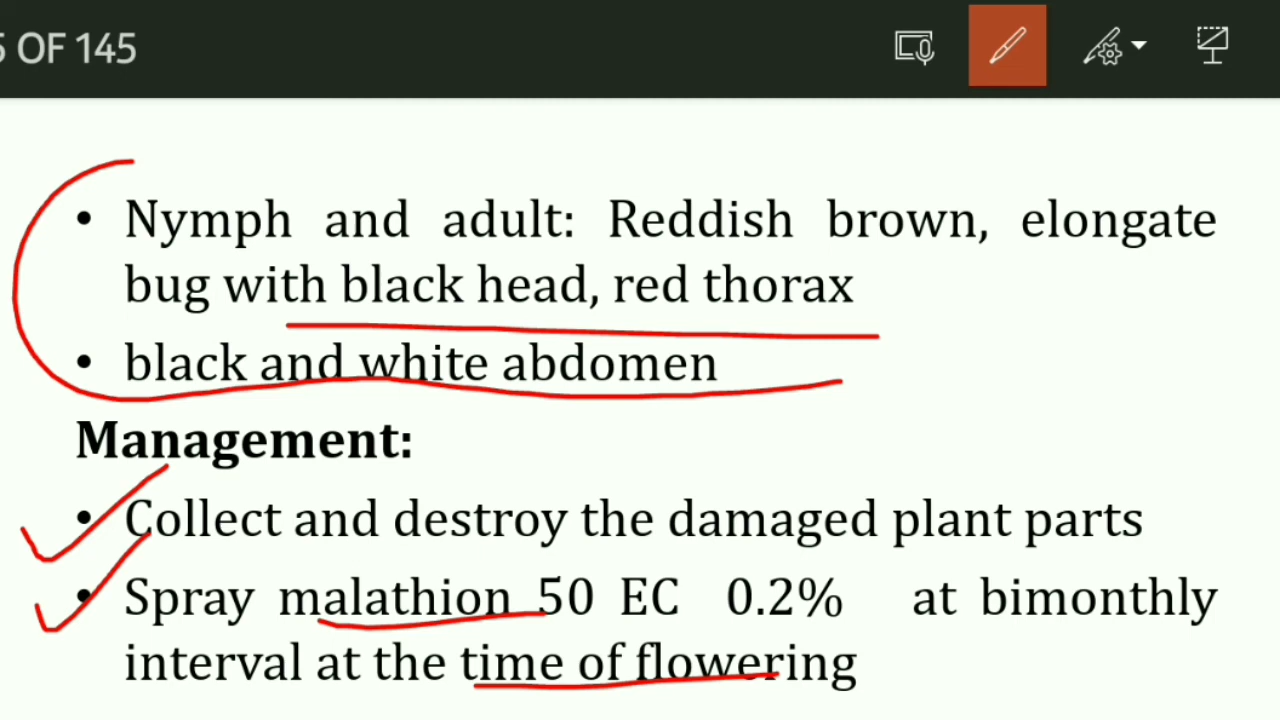 OF 145
• Nymph and adult: Reddish brown, elongate
bug with black head, red thorax
• black and white abdomen
Management:
• Collect and destroy the damaged plant parts
• Spray malathion 50 EC 0.2% at bimonthly
interval at the time of flowering